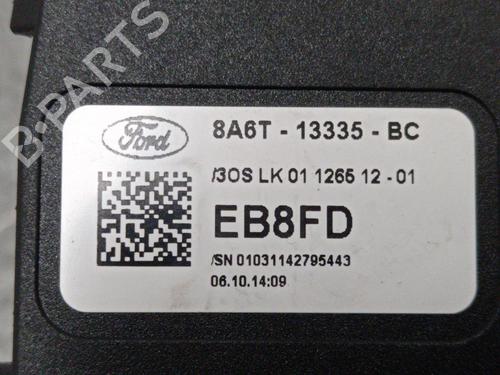 B-PARTS
Ford
8A6T - 13335 - BC
/3OS LK 01 1265 12 - 01
EB8FD
/SN 01031142795443
06.10.14:09